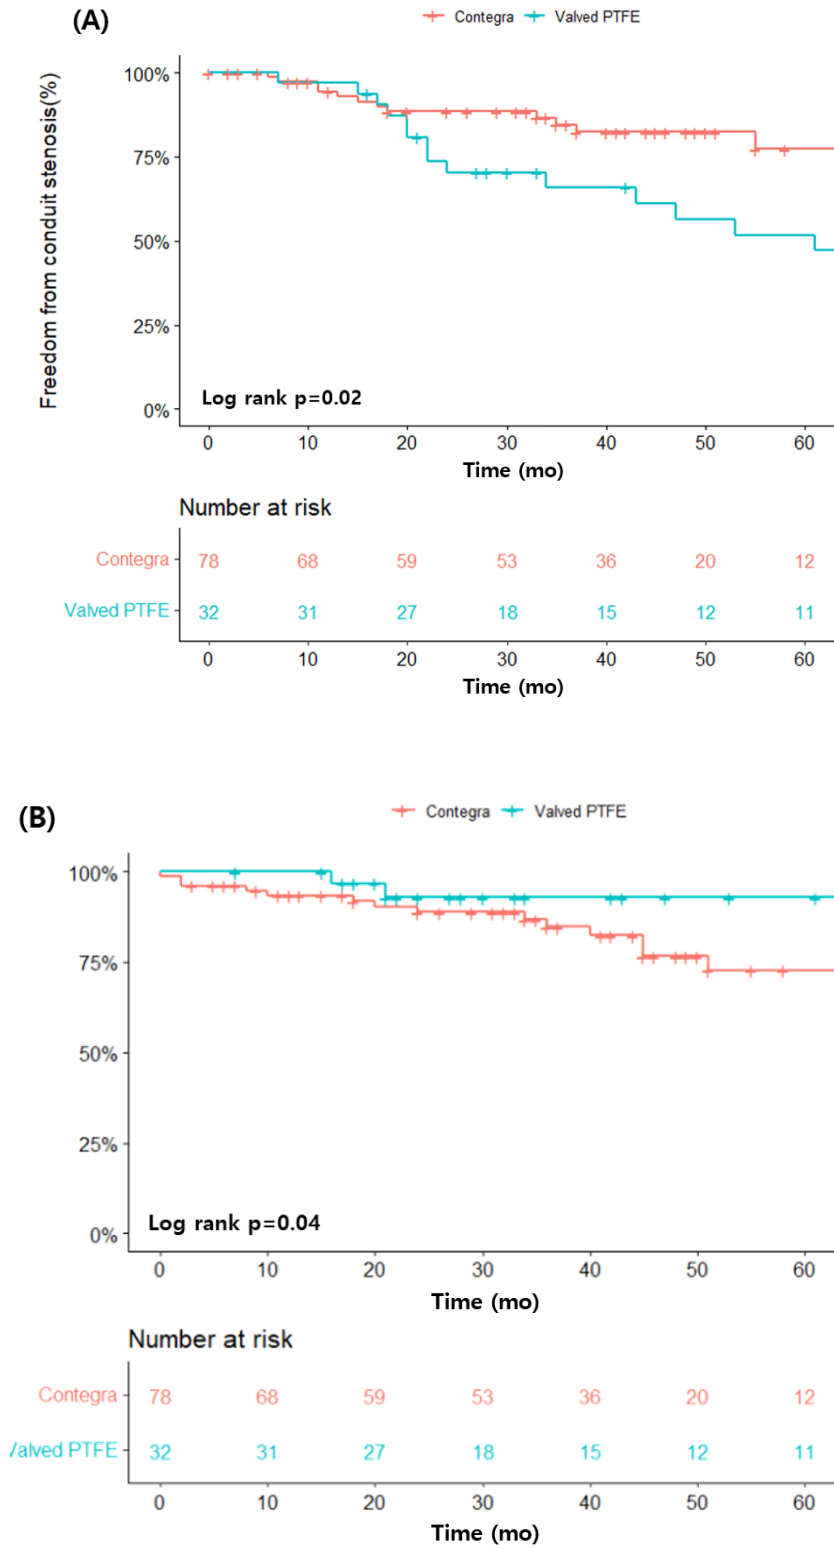 (A)
Contegra Valved PTFE
Freedom from conduit stenosis(%)
100%
75%
50%
25%
0%
Log rank p=0.02
0 10 20 30 40 50 60
Time (mo)
Number at risk
Contegra 78 68 59 53 36 20 12
Valved PTFE 32 31 27 18 15 12 11
0 10 20 30 40 50 60
Time (mo)
(B)
Contegra Valved PTFE
100%
75%
50%
25%
0%
Log rank p=0.04
0 10 20 30 40 50 60
Time (mo)
Number at risk
Contegra 78 68 59 53 36 20 12
Valved PTFE 32 31 27 18 15 12 11
0 10 20 30 40 50 60
Time (mo)